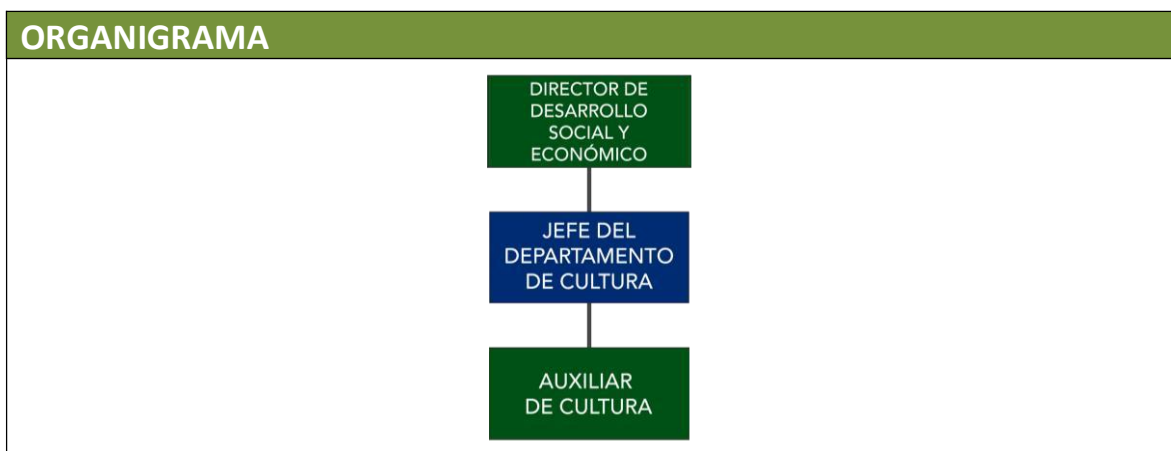 ORGANIGRAMA
DIRECTOR DE
DESARROLLO
SOCIAL Y
ECONÓMICO
JEFE DEL
DEPARTAMENTO
DE CULTURA
AUXILIAR
DE CULTURA